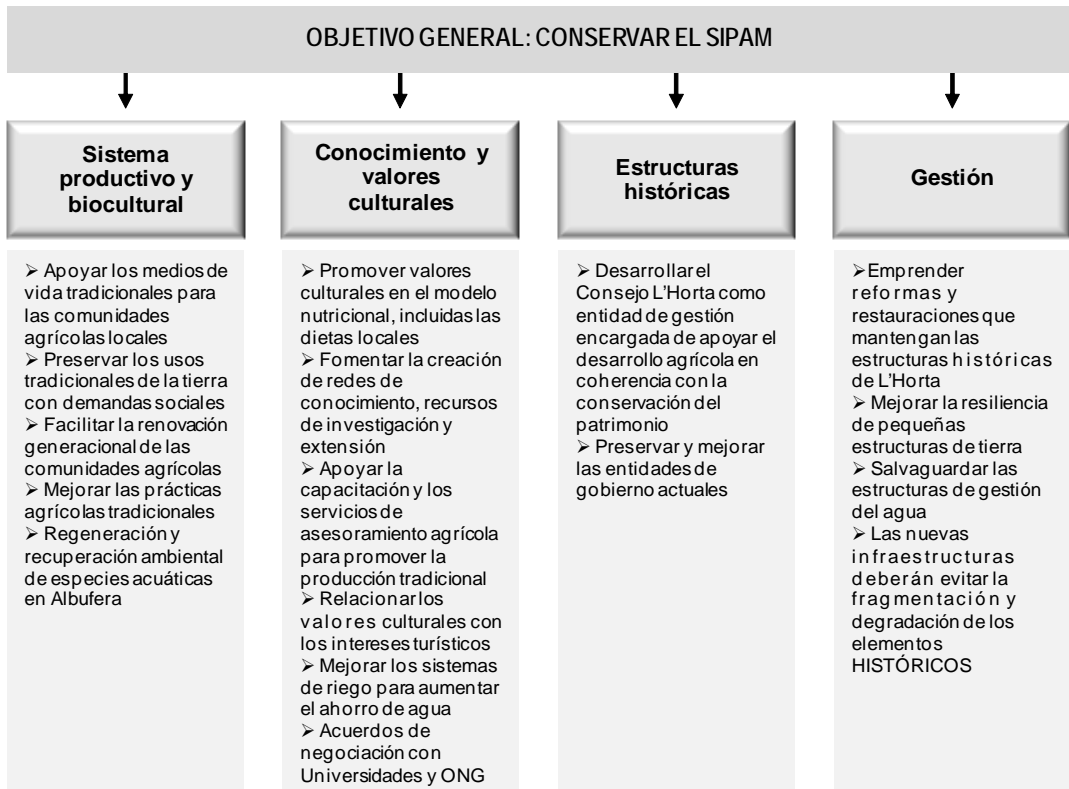 OBJETIVO GENERAL: CONSERVAR EL SIPAM
Sistema
productivo y
biocultural
➢ Apoyar los medios de
vida tradicionales para
las comunidades
agrícolas locales
➢ Preservar los usos
tradicionales de la tierra
con demandas sociales
➢ Facilitar la renovación
generacional de las
comunidades agrícolas
➢ Mejorar las prácticas
agrícolas tradicionales
➢ Regeneración y
recuperación ambiental
de especies acuáticas
en Albufera
Conocimiento y
valores
culturales
➢ Promover valores
culturales en el modelo
nutricional, incluidas las
dietas locales
➢ Fomentar la creación
de redes de
conocimiento, recursos
de investigación y
extensión
➢ Apoyar la
capacitación y los
servicios de
asesoramiento agrícola
para promover la
producción tradicional
➢ Relacionar los
valores culturales con
los intereses turísticos
➢ Mejorar los sistemas
de riego para aumentar
el ahorro de agua
➢ Acuerdos de
negociación con
Universidades y ONG
Estructuras
históricas
➢ Desarrollar el
Consejo L'Horta como
entidad de gestión
encargada de apoyar el
desarrollo agrícola en
coherencia con la
conservación del
patrimonio
➢ Preservar y mejorar
las entidades de
gobierno actuales
Gestión
➢Emprender
reformas y
restauraciones que
mantengan las
estructuras históricas
de L'Horta
➢ Mejorar la resiliencia
de pequeñas
estructuras de tierra
➢ Salvaguardar las
estructuras de gestión
del agua
➢ Las nuevas
infraestructuras
deberán evitar la
fragmentación y
degradación de los
elementos
HISTÓRICOS